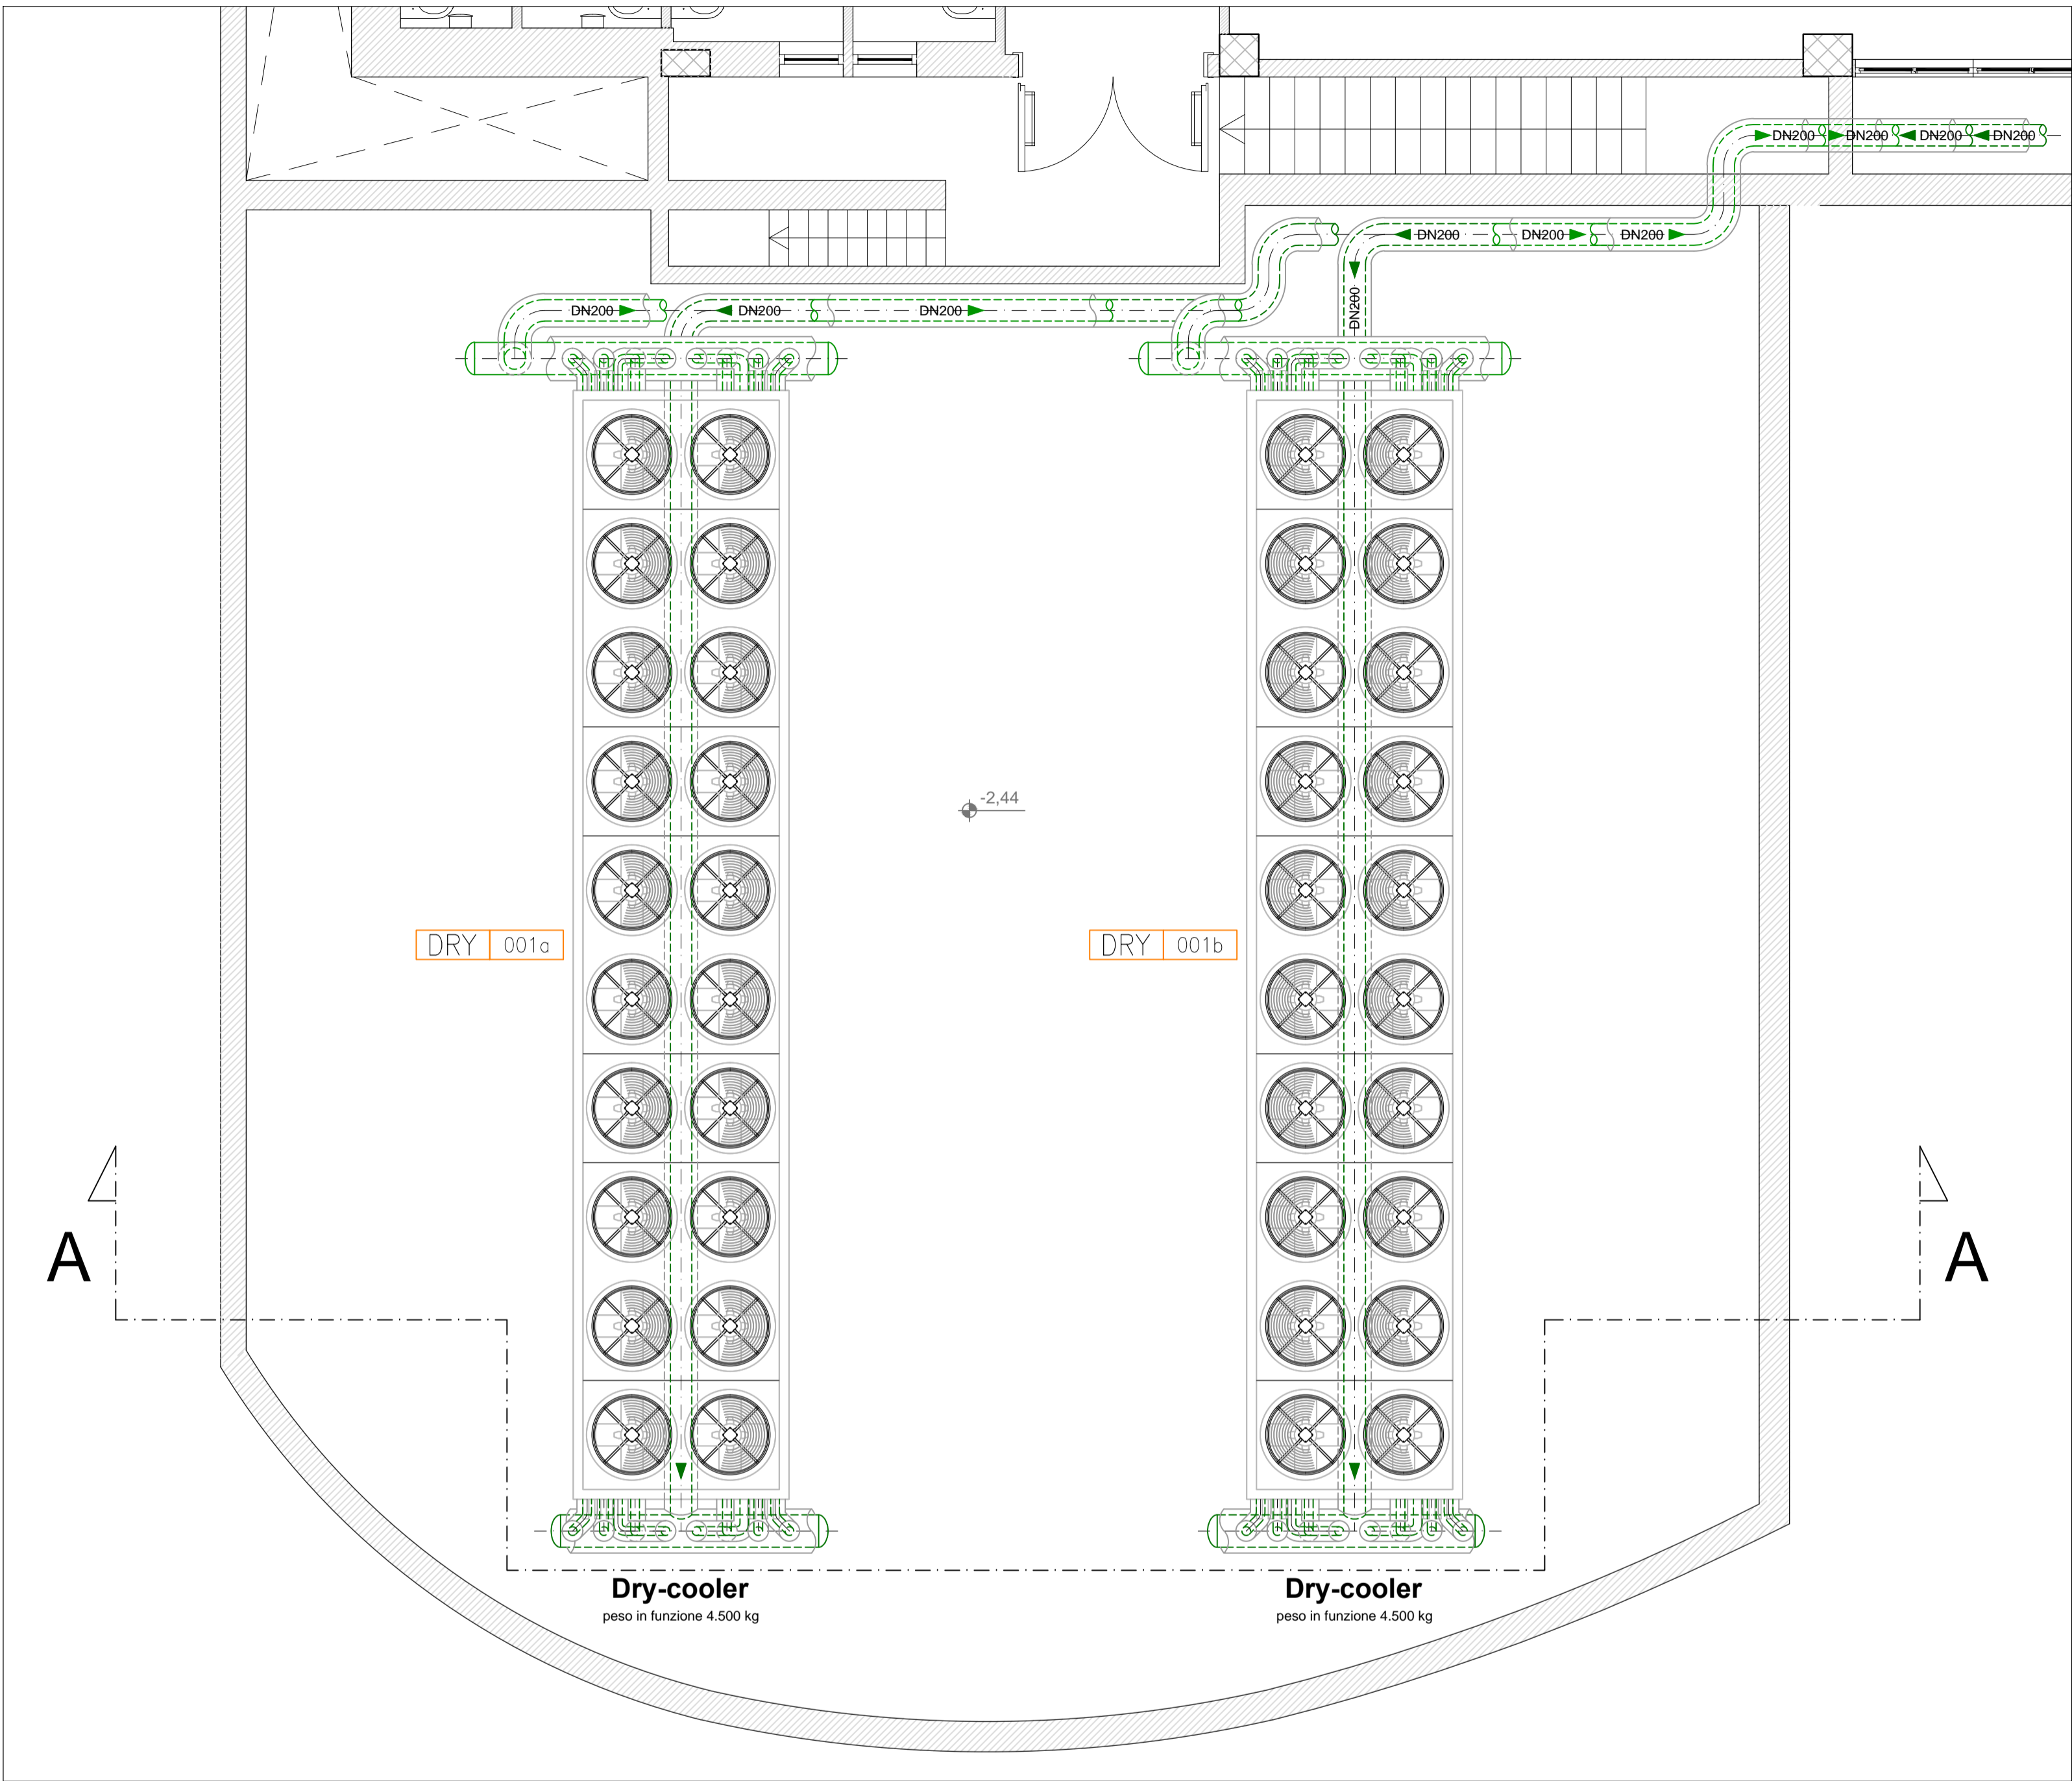 DN200 DN200 DN200 DN200
DN200 DN200 DN200
DN200
DN200 DN200 DN200
-2,44
DRY 001a
DRY 001b
A
A
Dry-cooler
peso in funzione 4.500 kg
Dry-cooler
peso in funzione 4.500 kg